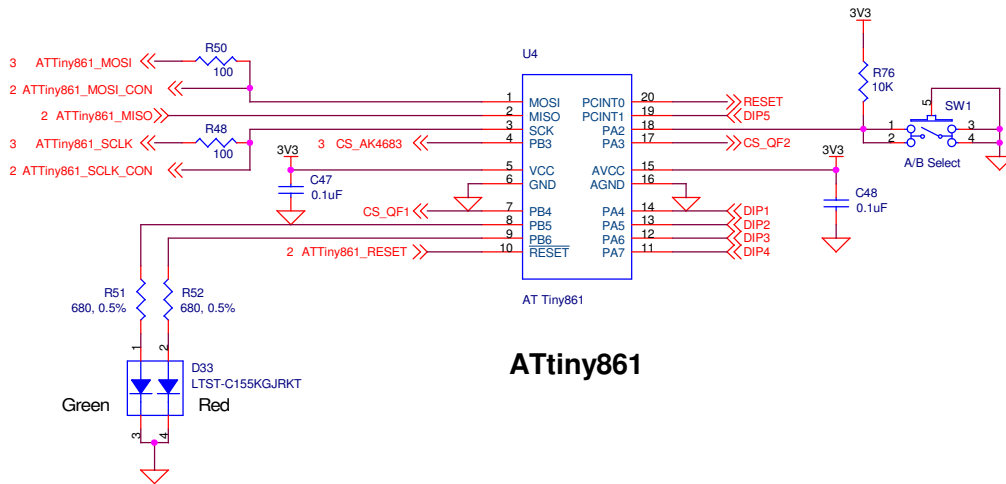 3V3
R50
100
3 ATTiny861_MOSI
2 ATTiny861_MOSI_CON
2 ATTiny861_MISO
R48
100
3 ATTiny_SCLK
2 ATTiny861_SCLK_CON
3 CS_AK4683
3V3
C47
0.1uF
CS_QF1
2 ATTiny861_RESET
U4
1 MOSI PCINT0 20 RESET
2 MISO PCINT1 19 DIP5
3 SCK PA2 18
4 PB3 PA3 17 CS_QF2
5 VCC AVCC 15
6 GND AGND 16
7 PB4 PA4 14 DIP1
8 PB5 PA5 13 DIP2
9 PB6 PA6 12 DIP3
10 RESET PA7 11 DIP4
AT Tiny861
R76
10K
SW1
5
1 3
2 4
A/B Select
3V3
C48
0.1uF
R51
680, 0.5%
R52
680, 0.5%
1 2
D33
LTST-C155KGJRKT
Green Red
3 4
ATtiny861